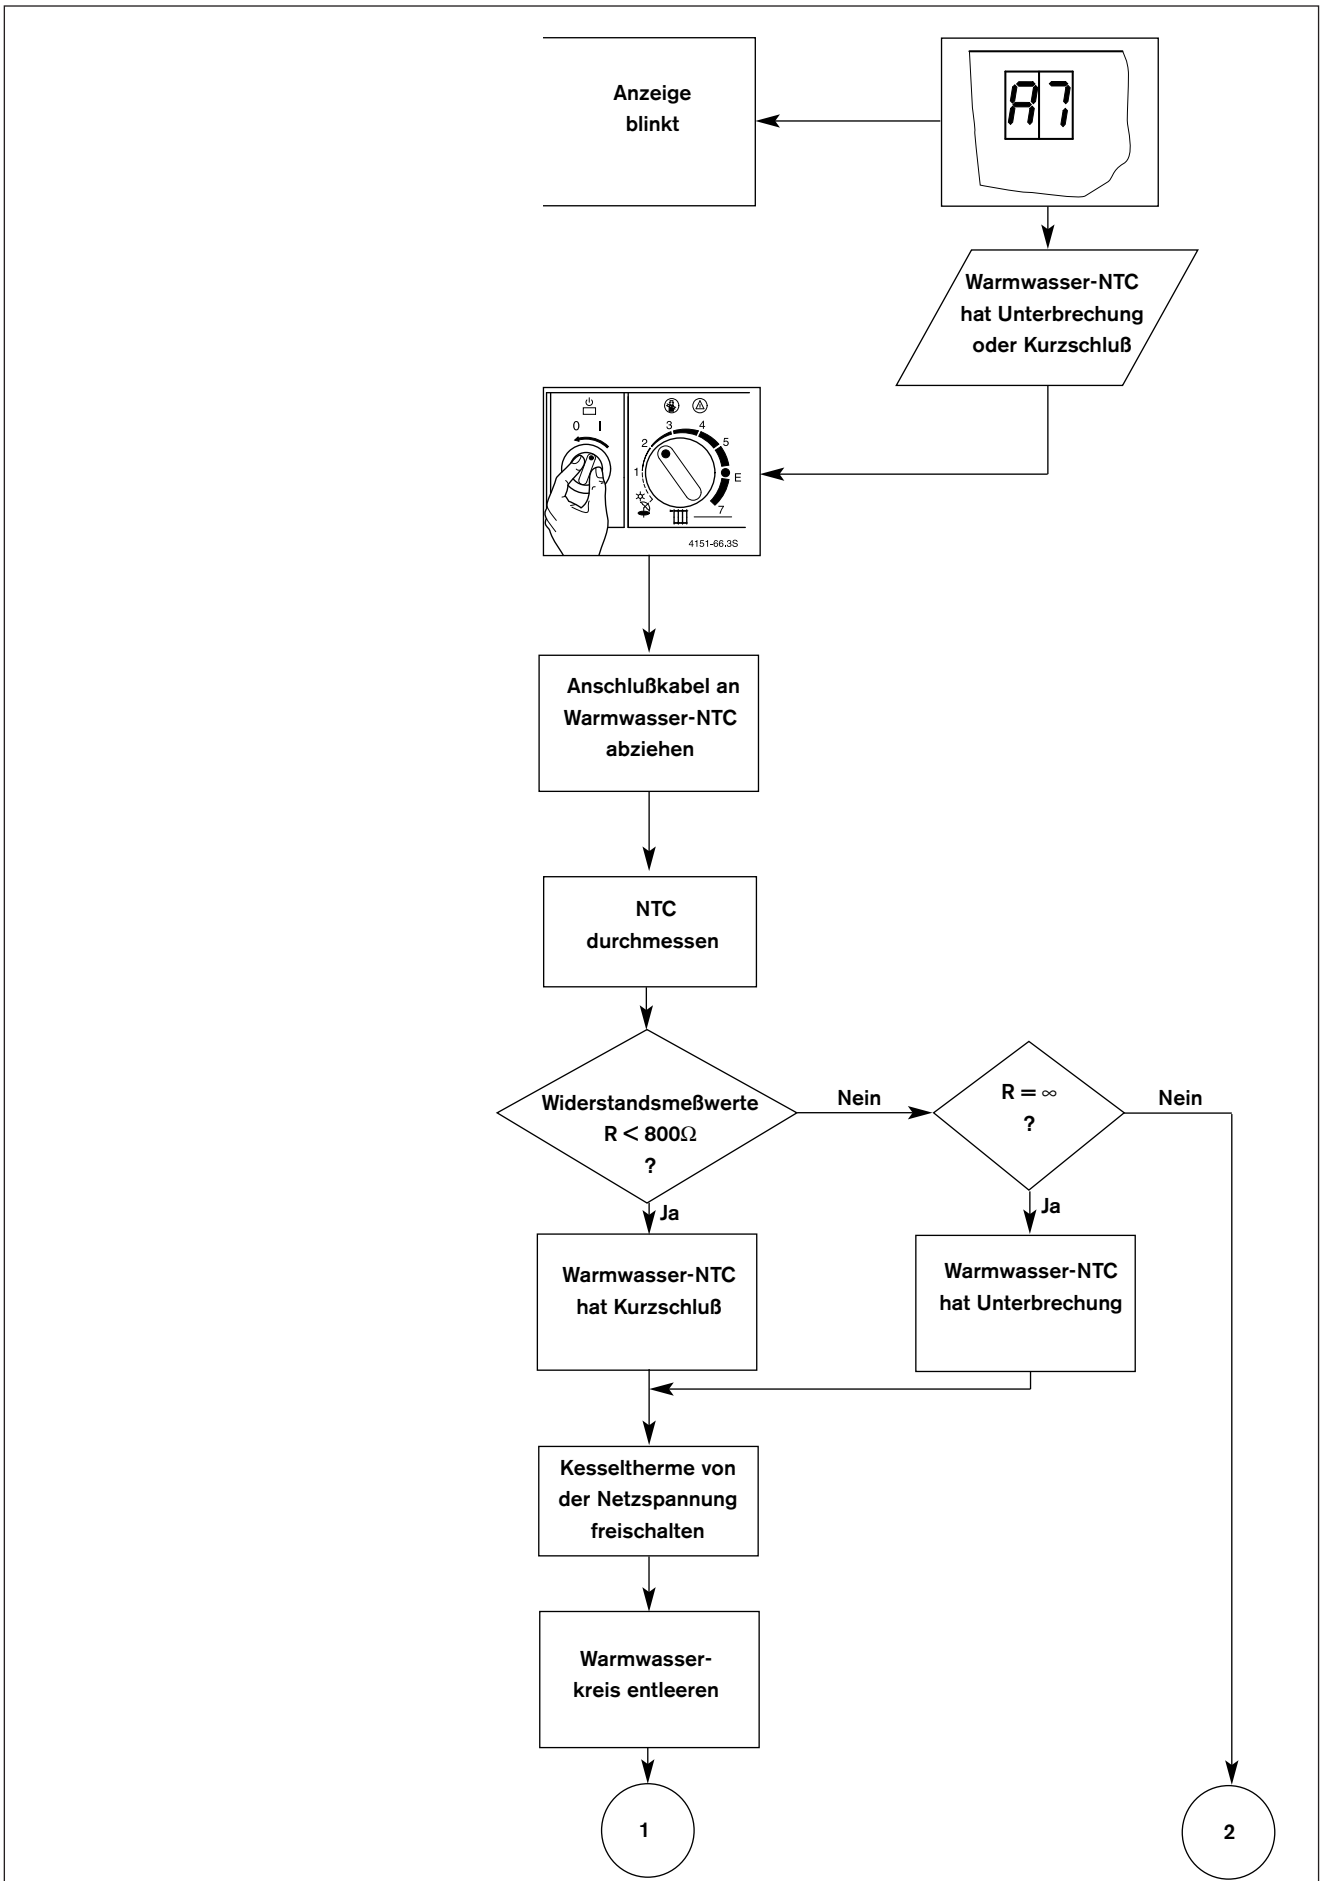 Anzeige
blinkt
A7
Warmwasser-NTC
hat Unterbrechung
oder Kurzschluß
0 I
1 2 3 4 5 E 7
4151-66.3S
Anschlußkabel an
Warmwasser-NTC
abziehen
NTC
durchmessen
Widerstandsmeßwerte
R < 800Ω
?
Nein
R = ∞
?
Nein
Ja
Ja
Warmwasser-NTC
hat Kurzschluß
Warmwasser-NTC
hat Unterbrechung
Kesseltherme von
der Netzspannung
freischalten
Warmwasser-
kreis entleeren
1
2